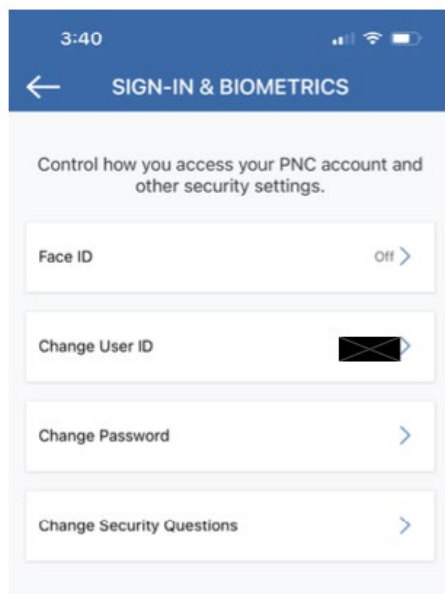 3:40
SIGN-IN & BIOMETRICS
Control how you access your PNC account and
other security settings.
Face ID Off
Change User ID
Change Password
Change Security Questions